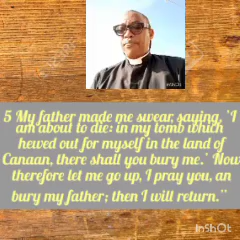 InShOt
5 My father made me swear, saying, 'I
am about to die: in my tomb which
hewed out for myself in the land of
Canaan, there shall you bury me.' Now
therefore let me go up, I pray you, an
bury my father; then I will return."
InShOt